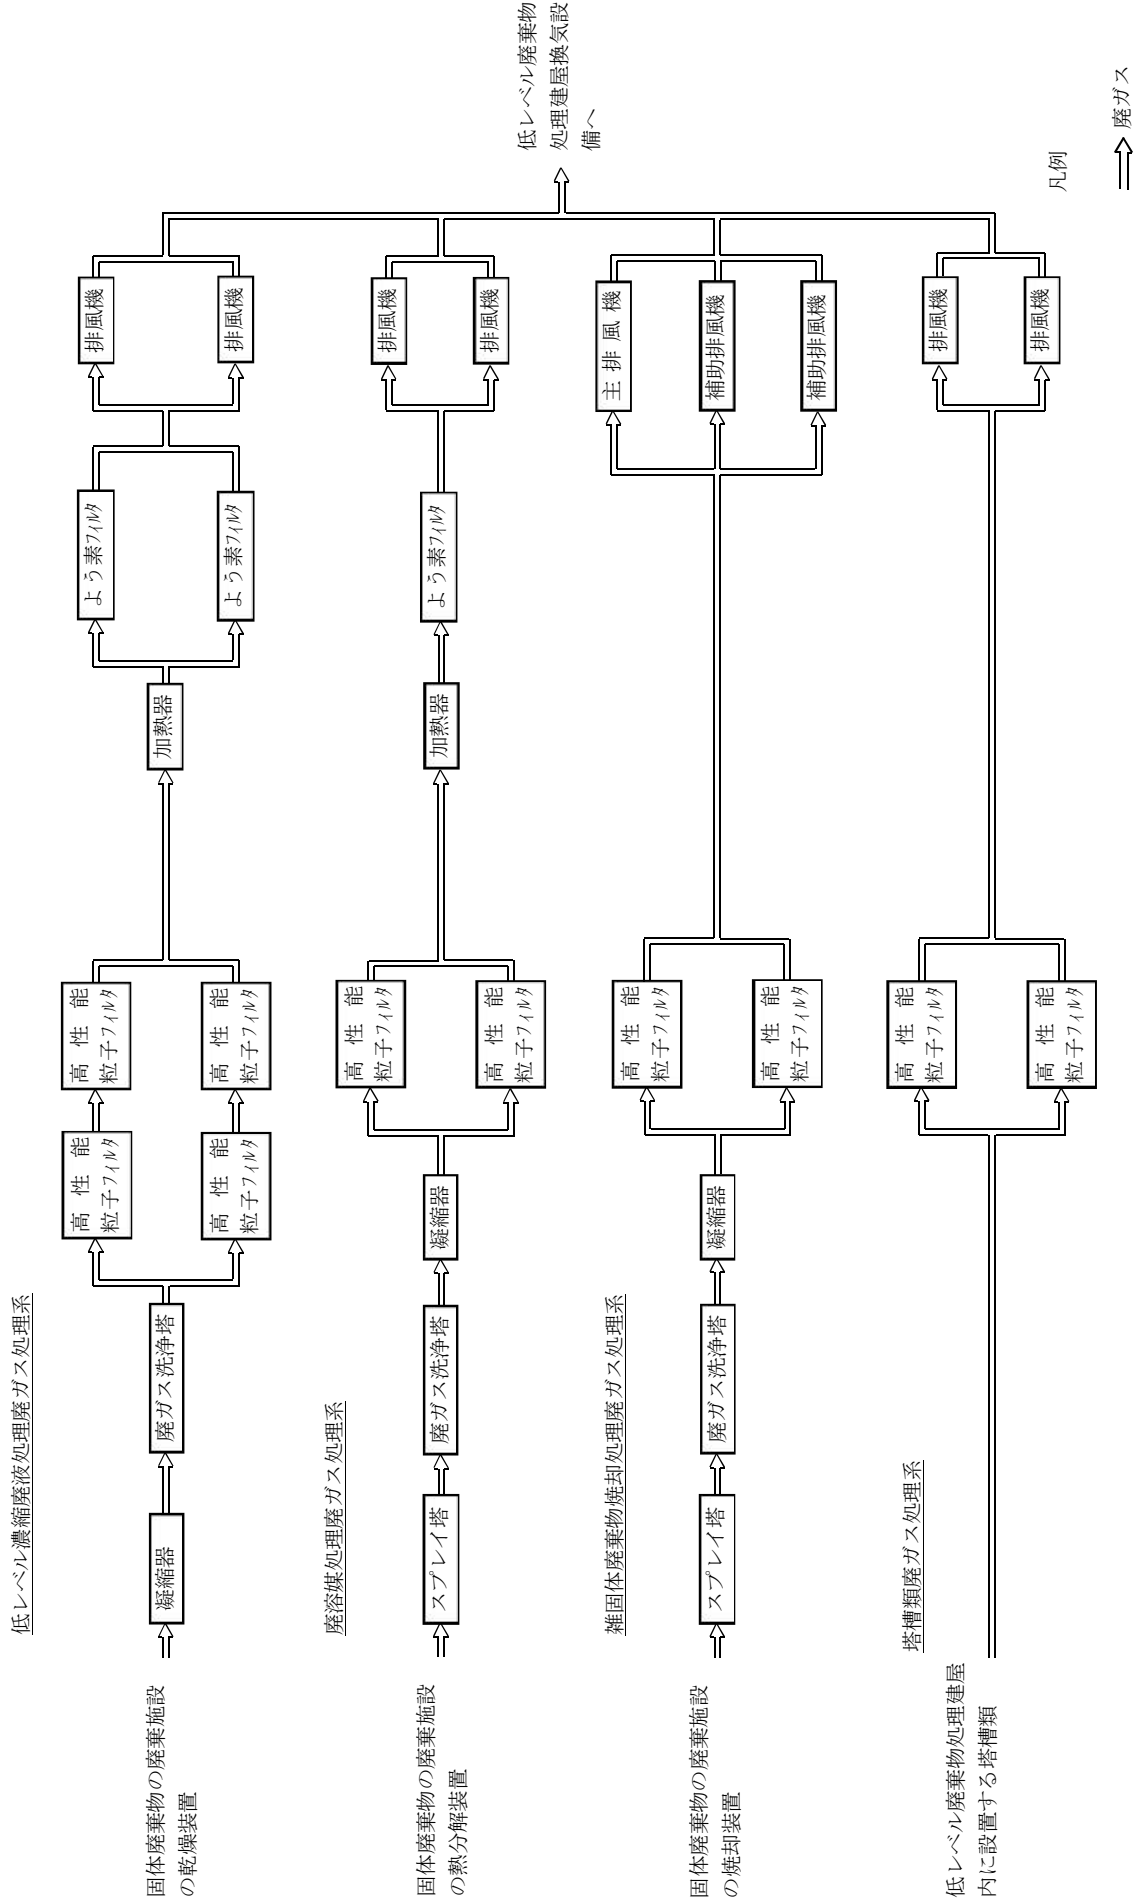 低レベル濃縮廃液処理廃ガス処理系
固体廃棄物の廃棄施設
の乾燥装置
凝縮器
廃ガス洗浄塔
高性能
粒子フィルタ
高性能
粒子フィルタ
高性能
粒子フィルタ
高性能
粒子フィルタ
加熱器
よう素フィルタ
よう素フィルタ
排風機
排風機
廃溶媒処理廃ガス処理系
固体廃棄物の廃棄施設
の熱分解装置
スプレイ塔
廃ガス洗浄塔
凝縮器
高性能
粒子フィルタ
高性能
粒子フィルタ
加熱器
よう素フィルタ
排風機
排風機
低レベル廃棄物
処理建屋換気設
備へ
雑固体廃棄物焼却処理廃ガス処理系
固体廃棄物の廃棄施設
の焼却装置
スプレイ塔
廃ガス洗浄塔
凝縮器
高性能
粒子フィルタ
高性能
粒子フィルタ
主排風機
補助排風機
補助排風機
塔槽類廃ガス処理系
低レベル廃棄物処理建屋
内に設置する塔槽類
高性能
粒子フィルタ
高性能
粒子フィルタ
排風機
排風機
凡例
廃ガス